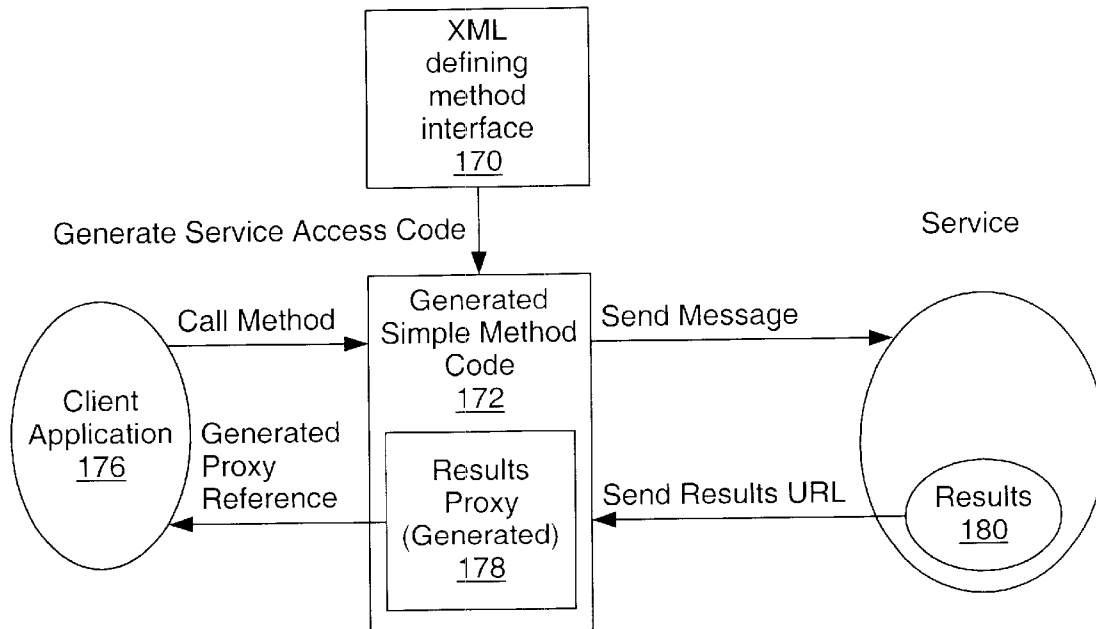 XML
defining
method
interface
170
Generate Service Access Code
Service
Call Method
Generated
Simple Method
Code
172
Send Message
Client
Application
176
Generated
Proxy
Reference
Results
Proxy
(Generated)
178
Send Results URL
Results
180